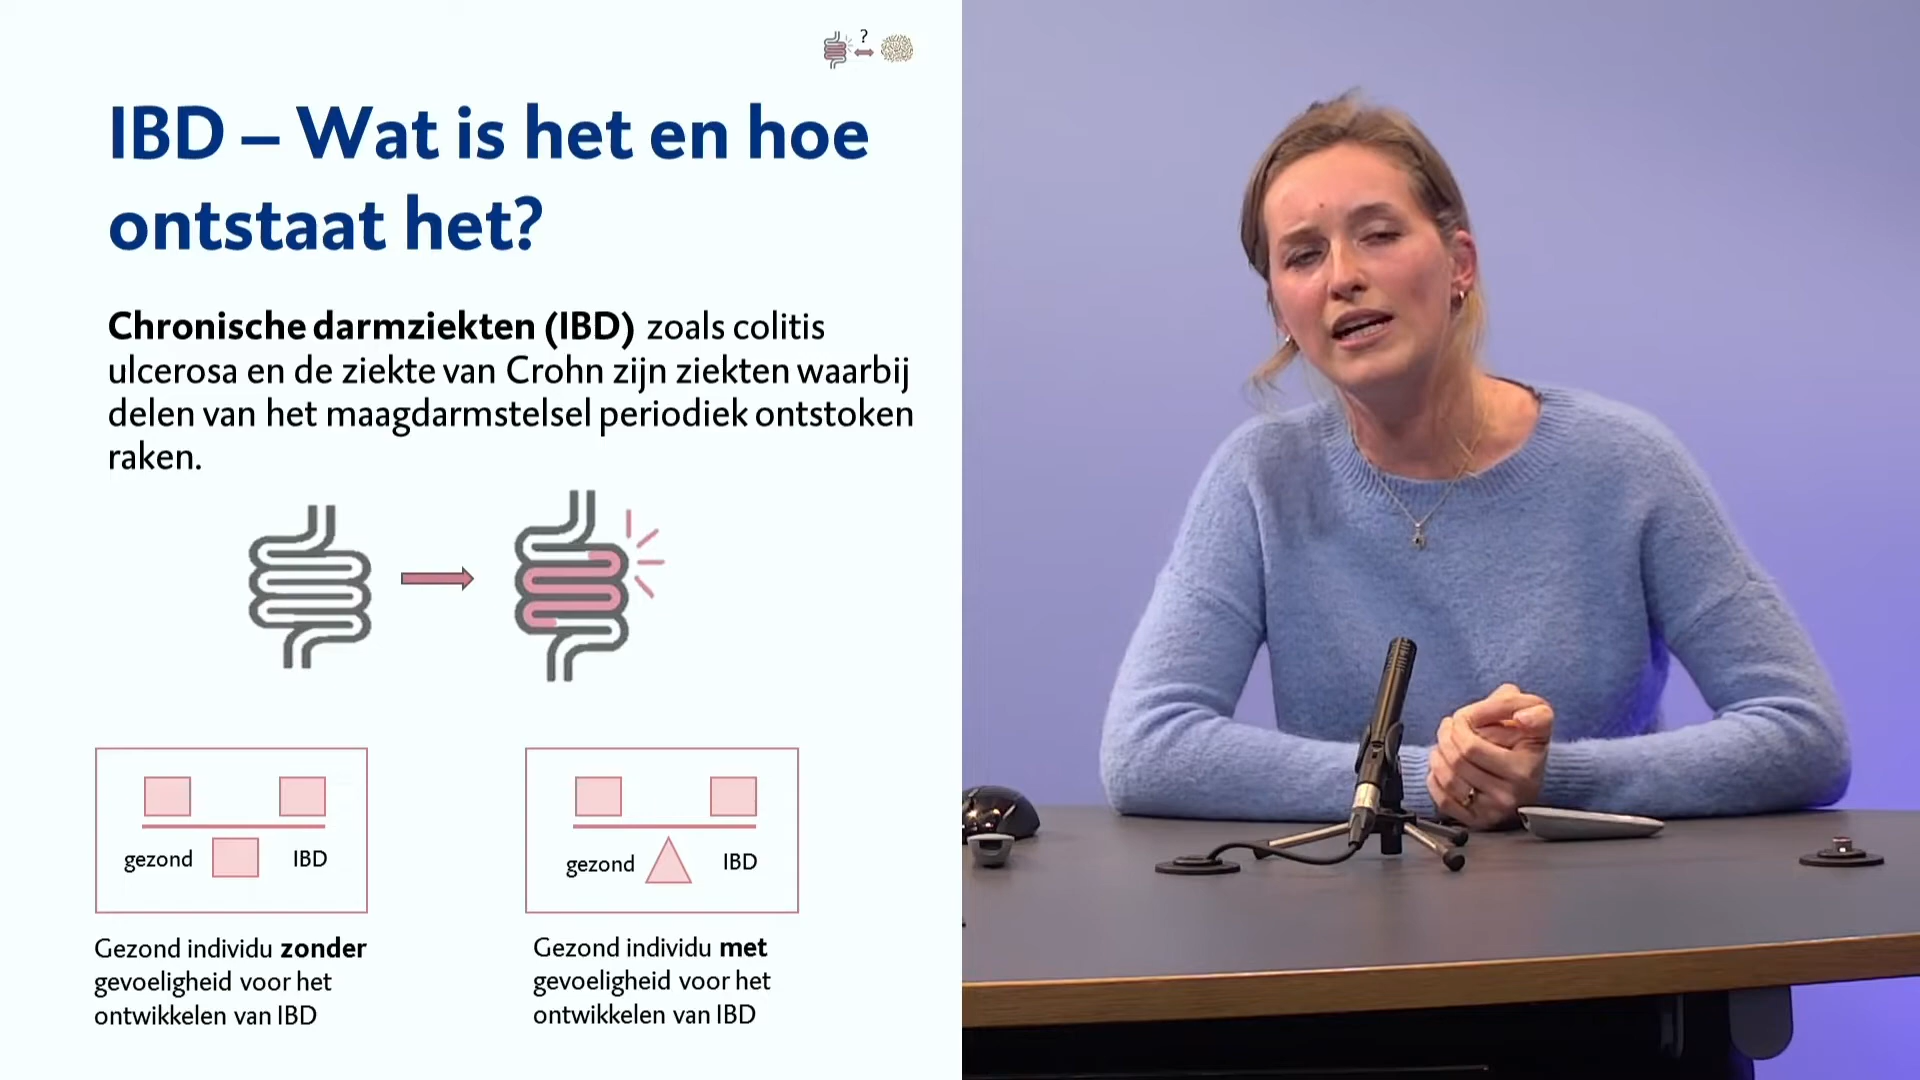 ?
IBD – Wat is het en hoe
ontstaat het?
Chronische darmziekten (IBD) zoals colitis
ulcerosa en de ziekte van Crohn zijn ziekten waarbij
delen van het maagdarmstelsel periodiek ontstoken
raken.
gezond IBD
Gezond individu zonder
gevoeligheid voor het
ontwikkelen van IBD
gezond IBD
Gezond individu met
gevoeligheid voor het
ontwikkelen van IBD